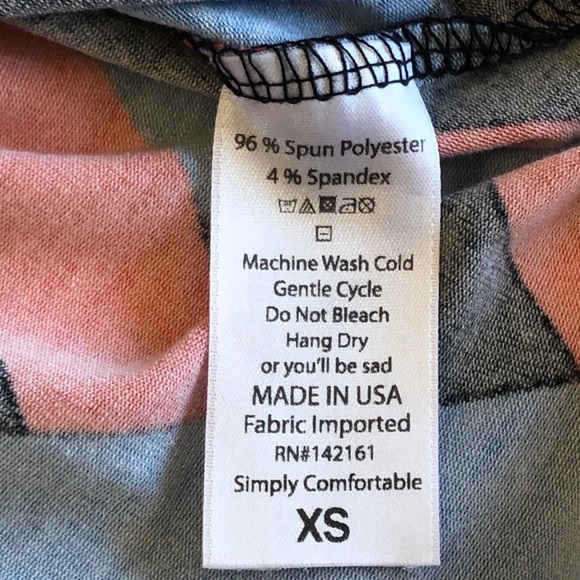 96 % Spun Polyester
4 % Spandex
Machine Wash Cold
Gentle Cycle
Do Not Bleach
Hang Dry
or you'll be sad
MADE IN USA
Fabric Imported
RN#142161
Simply Comfortable
XS